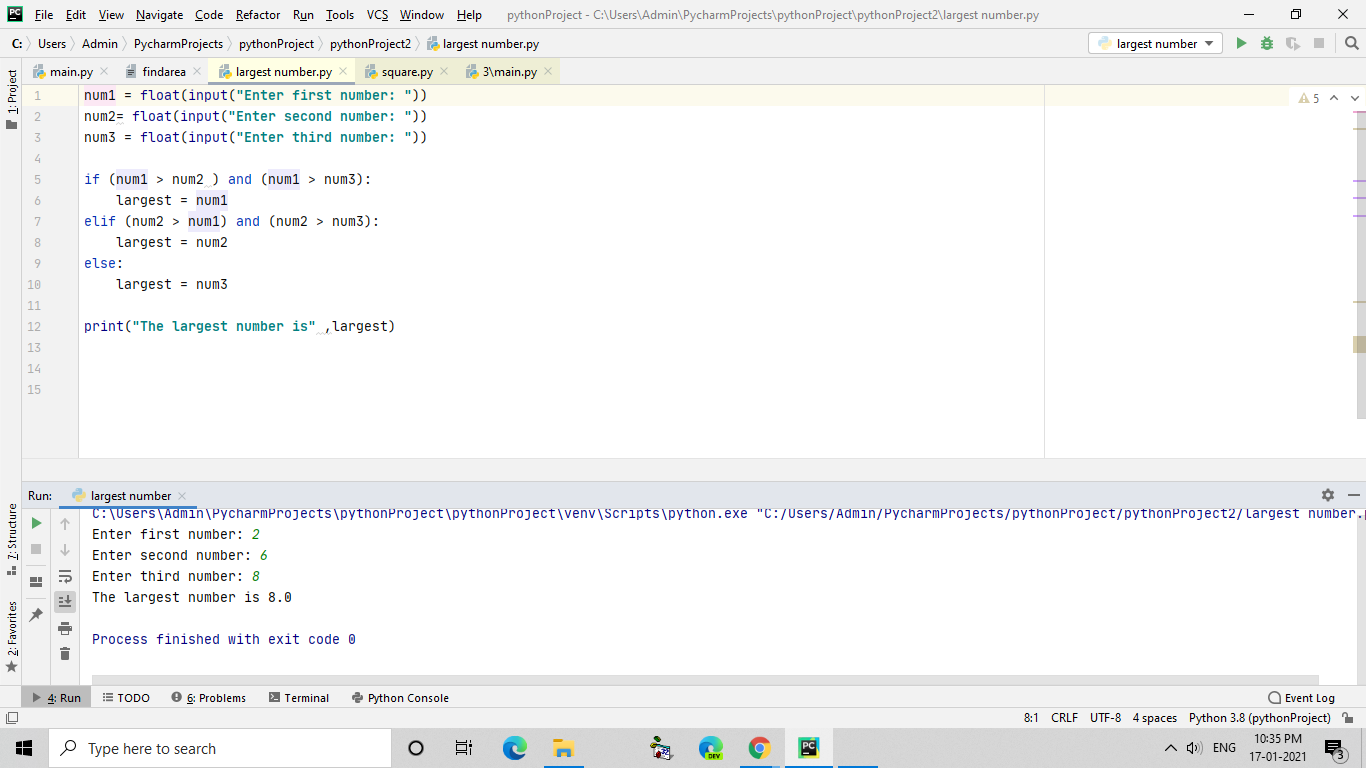 File Edit View Navigate Code Refactor Run Tools VCS Window Help pythonProject - C:\Users\Admin\PycharmProjects\pythonProject\pythonProject2\largest number.py
C: Users Admin PycharmProjects pythonProject pythonProject2 largest number.py largest number
main.py findarea largest number.py square.py 3\main.py
1: Project
1 num1 = float(input("Enter first number: ")) 5
2 num2= float(input("Enter second number: "))
3 num3 = float(input("Enter third number: "))
4
5 if (num1 > num2 ) and (num1 > num3):
6 largest = num1
7 elif (num2 > num1) and (num2 > num3):
8 largest = num2
9 else:
10 largest = num3
11
12 print("The largest number is" ,largest)
13
14
15
Run: largest number
7: Structure
2: Favorites
C:\Users\Admin\PycharmProjects\pythonProject\pythonProject\venv\Scripts\python.exe "C:/Users/Admin/PycharmProjects/pythonProject/pythonProject2/largest number.
Enter first number: 2
Enter second number: 6
Enter third number: 8
The largest number is 8.0
Process finished with exit code 0
4: Run TODO 6: Problems Terminal Python Console Event Log
8:1 CRLF UTF-8 4 spaces Python 3.8 (pythonProject)
Type here to search DEV PC ENG 10:35 PM
17-01-2021 3